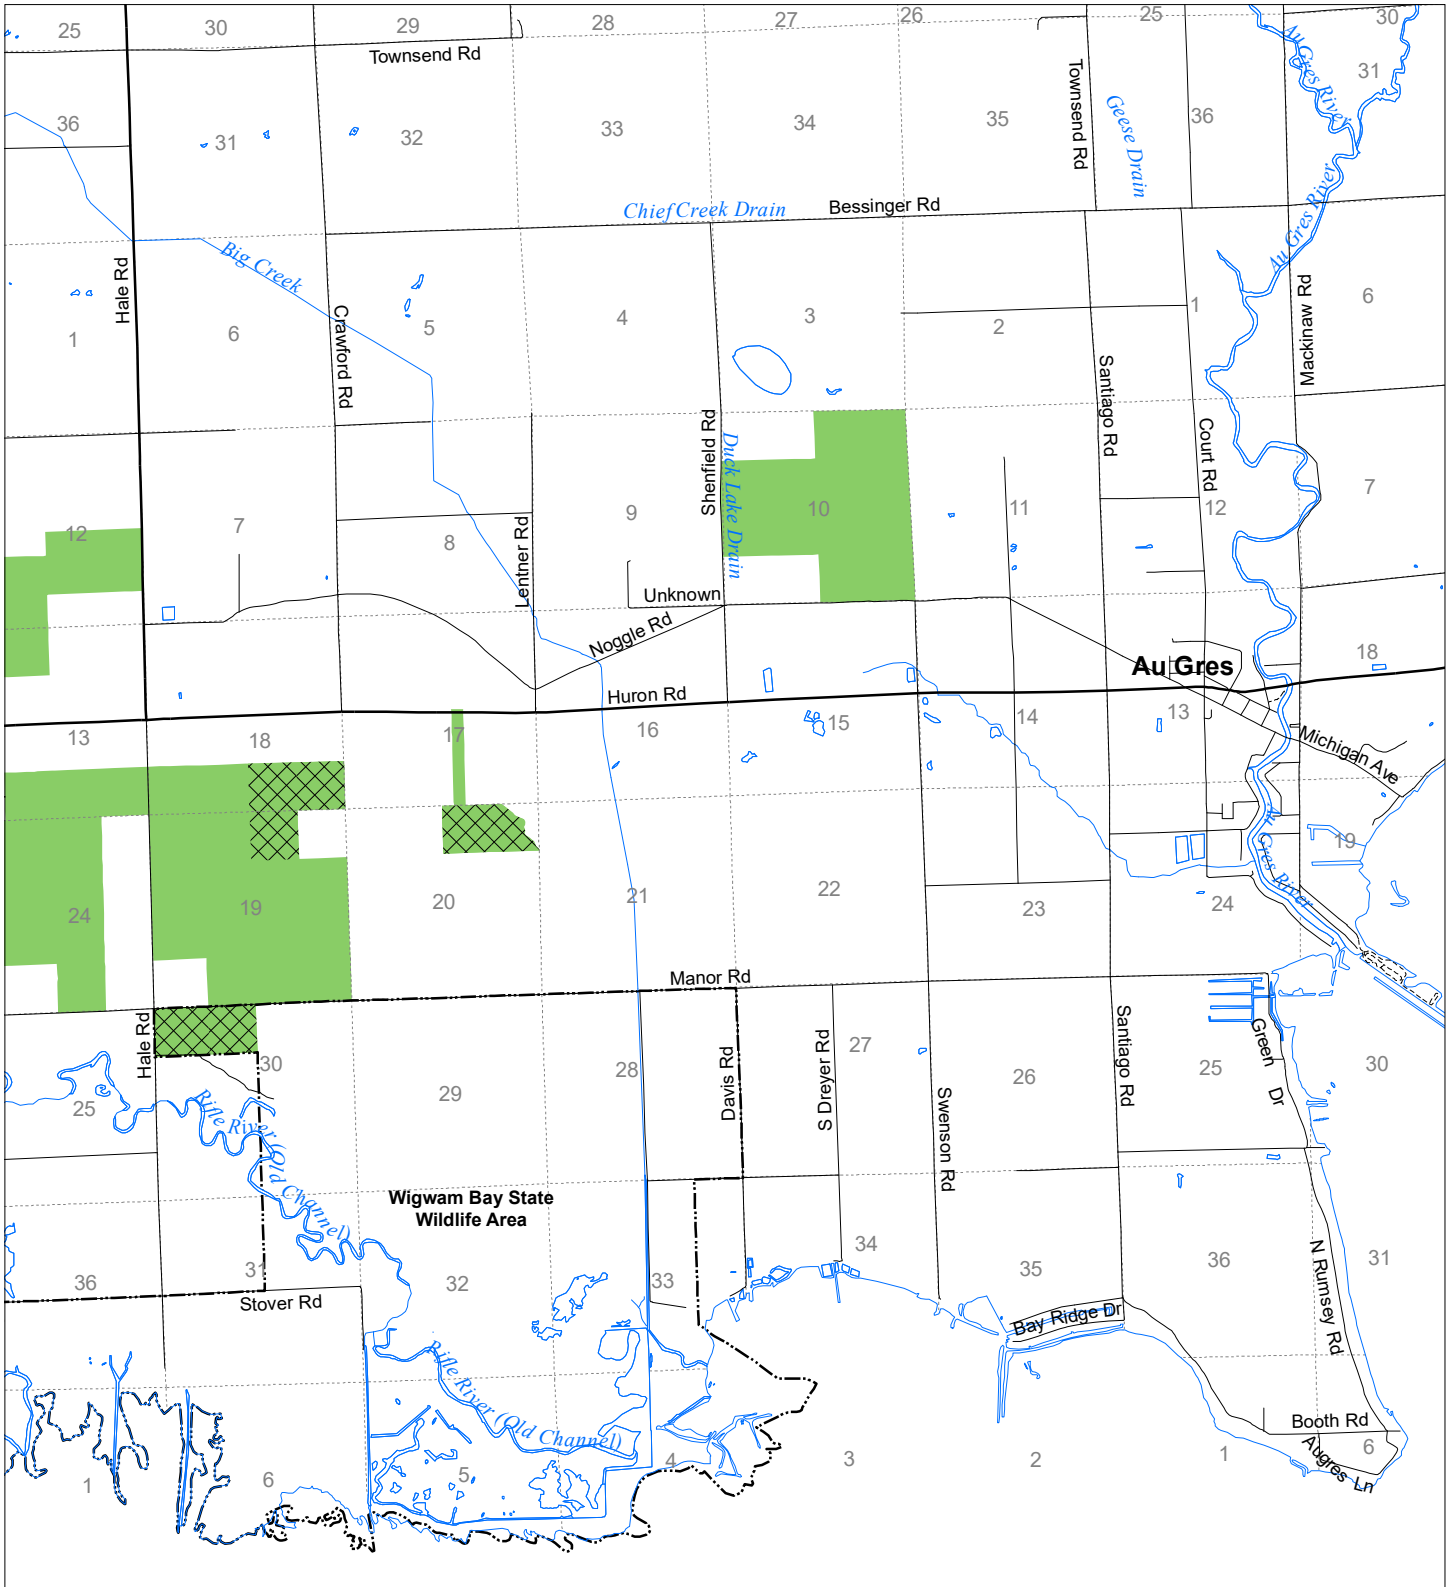 25
30
29
28
27
26
25
30
Townsend Rd
Townsend Rd
Geese Drain
Au Gres River
31
36
31
32
33
34
35
36
Chief Creek Drain
Bessinger Rd
Au Gres River
Big Creek
Hale Rd
Crawford Rd
Mackinaw Rd
1
6
5
4
3
2
1
6
Santiago Rd
Court Rd
Shenfield Rd
Duck Lake Drain
Lentner Rd
12
7
8
9
10
11
12
7
Unknown
Noggle Rd
Au Gres
18
Huron Rd
13
18
17
16
15
14
13
Michigan Ave
Au Gres River
19
24
19
20
21
22
23
24
Manor Rd
Hale Rd
Davis Rd
S Dreyer Rd
Swenson Rd
Santiago Rd
Green Dr
25
30
29
28
27
26
25
30
Rifle River (Old Channel)
Wigwam Bay State
Wildlife Area
36
31
32
33
34
35
36
31
Stover Rd
Bay Ridge Dr
N Rumsey Rd
Rifle River (Old Channel)
Booth Rd
Augres Ln
1
6
5
4
3
2
1
6